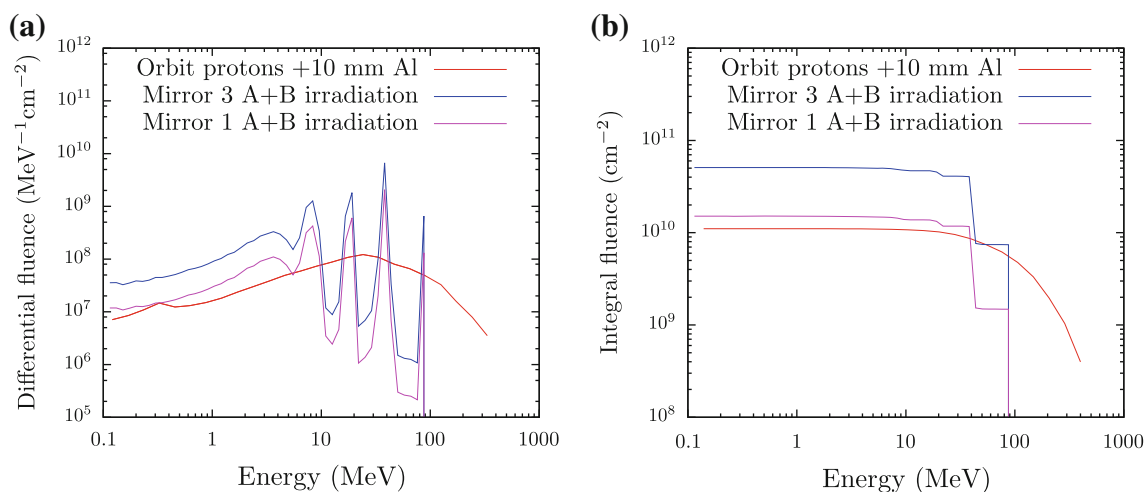 (a)
10^12
10^11
10^10
10^9
10^8
10^7
10^6
10^5
Differential fluence (MeV^−1cm^−2)
Orbit protons +10 mm Al
Mirror 3 A+B irradiation
Mirror 1 A+B irradiation
0.1 1 10 100 1000
Energy (MeV)
(b)
10^12
10^11
10^10
10^9
10^8
Integral fluence (cm^−2)
Orbit protons +10 mm Al
Mirror 3 A+B irradiation
Mirror 1 A+B irradiation
0.1 1 10 100 1000
Energy (MeV)